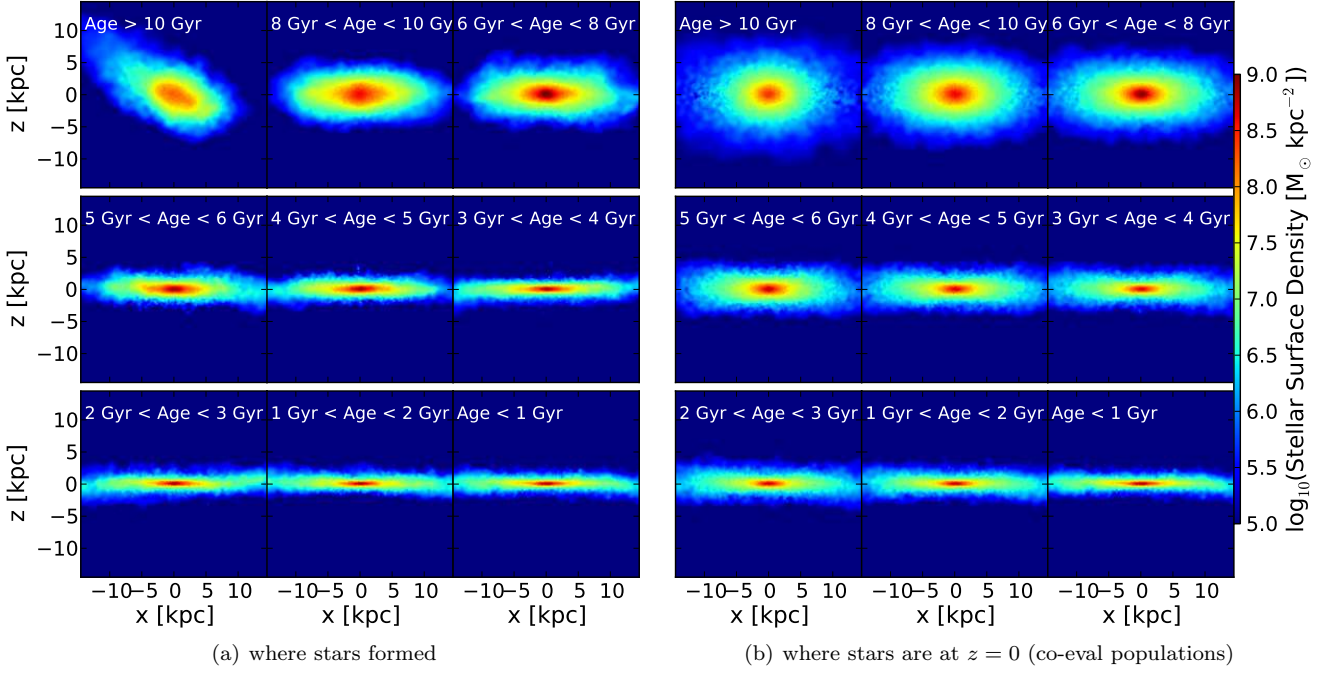 Age > 10 Gyr
8 Gyr < Age < 10 Gy
6 Gyr < Age < 8 Gyr
10
5
0
−5
−10
z [kpc]
5 Gyr < Age < 6 Gyr
4 Gyr < Age < 5 Gyr
3 Gyr < Age < 4 Gyr
10
5
0
−5
−10
z [kpc]
2 Gyr < Age < 3 Gyr
1 Gyr < Age < 2 Gyr
Age < 1 Gyr
10
5
0
−5
−10
z [kpc]
−10 −5 0 5 10
−10 −5 0 5 10
−10 −5 0 5 10
x [kpc]
x [kpc]
x [kpc]
(a) where stars formed
Age > 10 Gyr
8 Gyr < Age < 10 Gy
6 Gyr < Age < 8 Gyr
5 Gyr < Age < 6 Gyr
4 Gyr < Age < 5 Gyr
3 Gyr < Age < 4 Gyr
2 Gyr < Age < 3 Gyr
1 Gyr < Age < 2 Gyr
Age < 1 Gyr
−10 −5 0 5 10
−10 −5 0 5 10
−10 −5 0 5 10
x [kpc]
x [kpc]
x [kpc]
(b) where stars are at z = 0 (co-eval populations)
9.0
8.5
8.0
7.5
7.0
6.5
6.0
5.5
5.0
log₁₀(Stellar Surface Density [M☉ kpc⁻²])